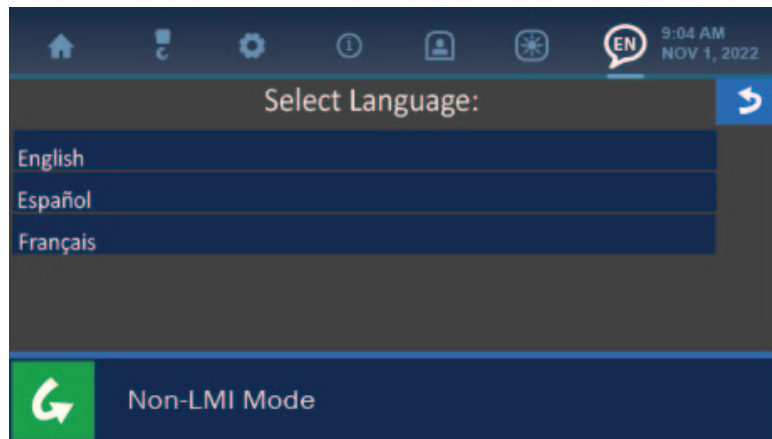 EN
9:04 AM
NOV 1, 2022
Select Language:
English
Español
Français
Non-LMI Mode